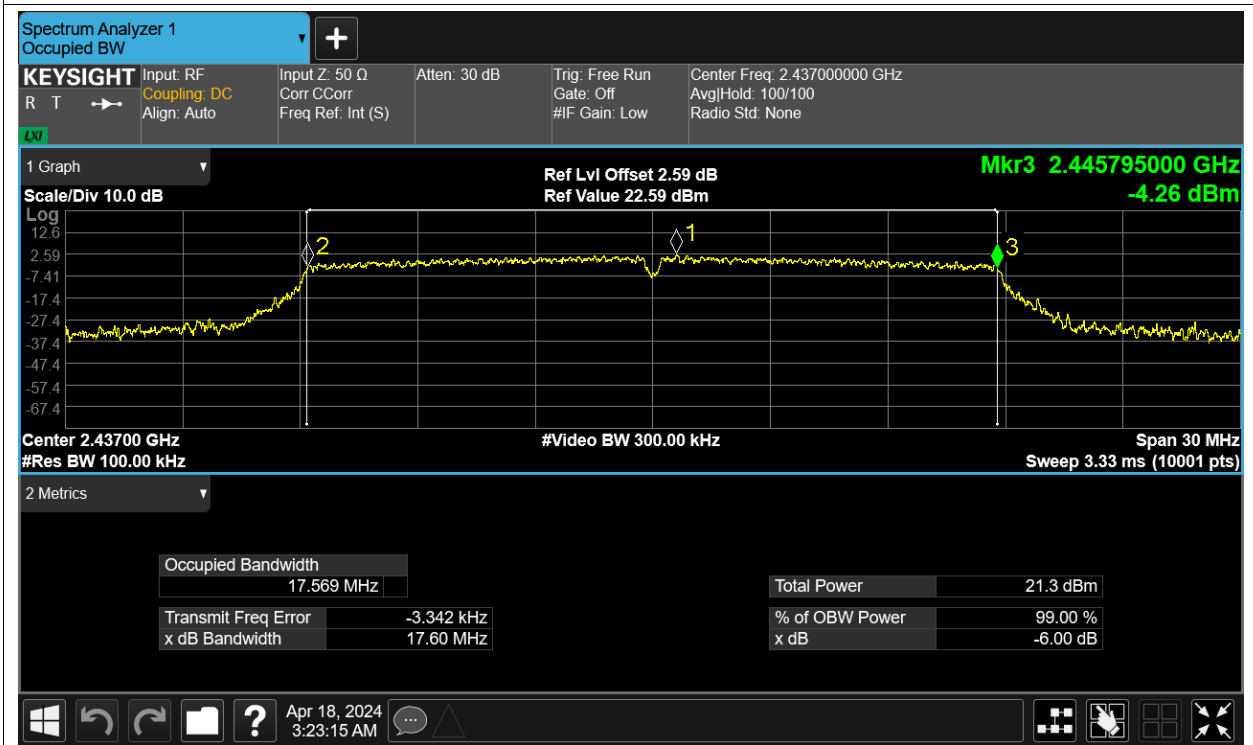 Spectrum Analyzer 1
Occupied BW
▼
+
KEYSIGHT
R T
LXI
Input: RF
Coupling: DC
Align: Auto
Input Z: 50 Ω
Corr CCorr
Freq Ref: Int (S)
Atten: 30 dB
Trig: Free Run
Gate: Off
#IF Gain: Low
Center Freq: 2.437000000 GHz
Avg|Hold: 100/100
Radio Std: None
1 Graph ▼
Scale/Div 10.0 dB
Ref Lvl Offset 2.59 dB
Ref Value 22.59 dBm
Mkr3 2.445795000 GHz
-4.26 dBm
Log
12.6
2.59
-7.41
-17.4
-27.4
-37.4
-47.4
-57.4
-67.4
2
1
3
Center 2.43700 GHz
#Res BW 100.00 kHz
#Video BW 300.00 kHz
Span 30 MHz
Sweep 3.33 ms (10001 pts)
2 Metrics ▼
Occupied Bandwidth
17.569 MHz
Transmit Freq Error -3.342 kHz
x dB Bandwidth 17.60 MHz
Total Power 21.3 dBm
% of OBW Power 99.00 %
x dB -6.00 dB
?
Apr 18, 2024
3:23:15 AM